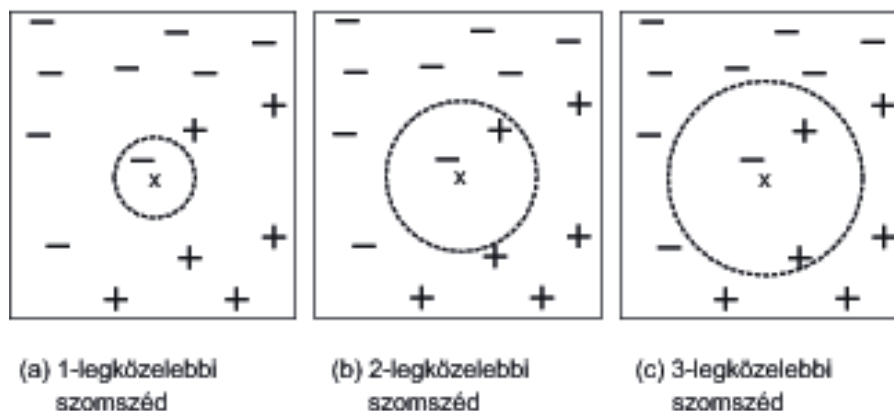 x
x
x
(a) 1-legközelebbi
szomszéd
(b) 2-legközelebbi
szomszéd
(c) 3-legközelebbi
szomszéd